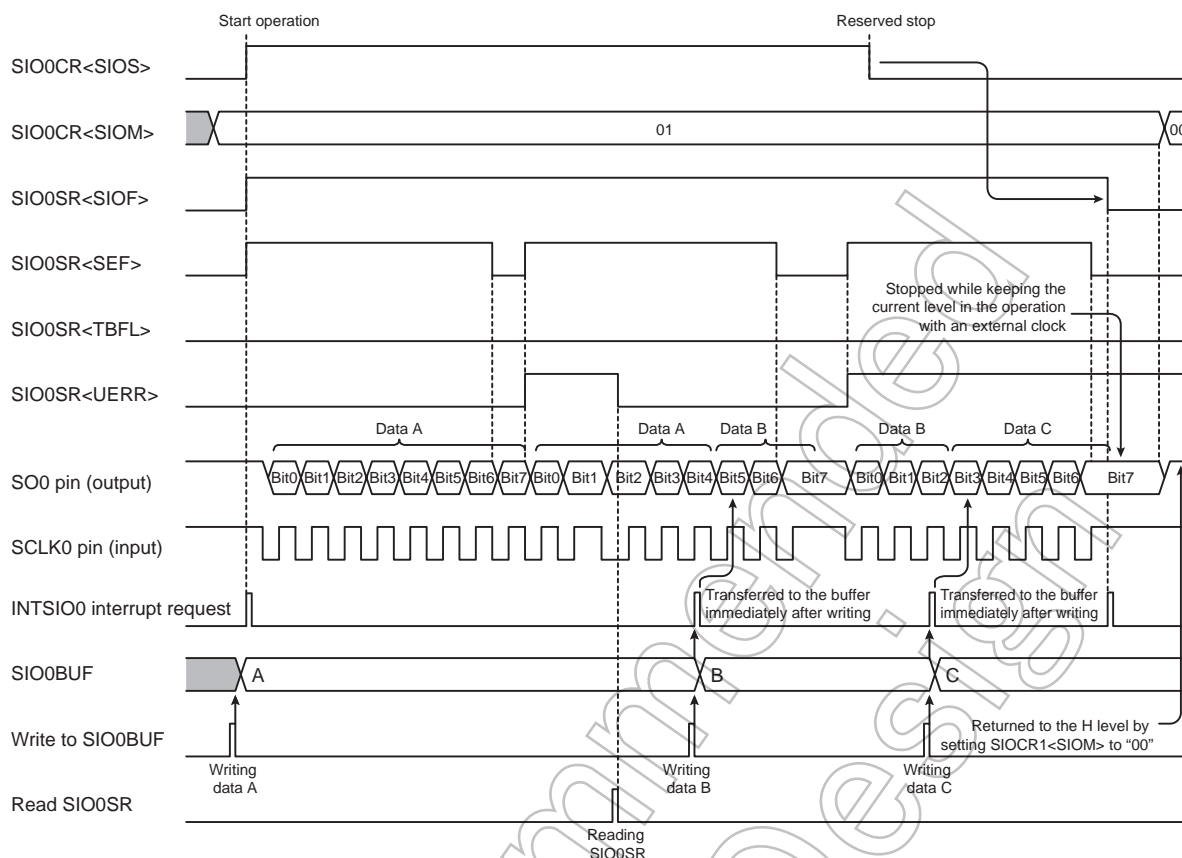 Start operation
Reserved stop
SIO0CR<SIOS>
SIO0CR<SIOM>
01
00
SIO0SR<SIOF>
SIO0SR<SEF>
Stopped while keeping the
current level in the operation
with an external clock
SIO0SR<TBFL>
SIO0SR<UERR>
Data A
Data A
Data B
Data B
Data C
SO0 pin (output)
Bit0 Bit1 Bit2 Bit3 Bit4 Bit5 Bit6 Bit7 Bit0 Bit1 Bit2 Bit3 Bit4 Bit5 Bit6 Bit7 Bit0 Bit1 Bit2 Bit3 Bit4 Bit5 Bit6 Bit7
SCLK0 pin (input)
INTSIO0 interrupt request
Transferred to the buffer
immediately after writing
Transferred to the buffer
immediately after writing
SIO0BUF
A
B
C
Write to SIO0BUF
Returned to the H level by
setting SIOCR1<SIOM> to “00”
Writing
data A
Writing
data B
Writing
data C
Read SIO0SR
Reading
SIO0SR